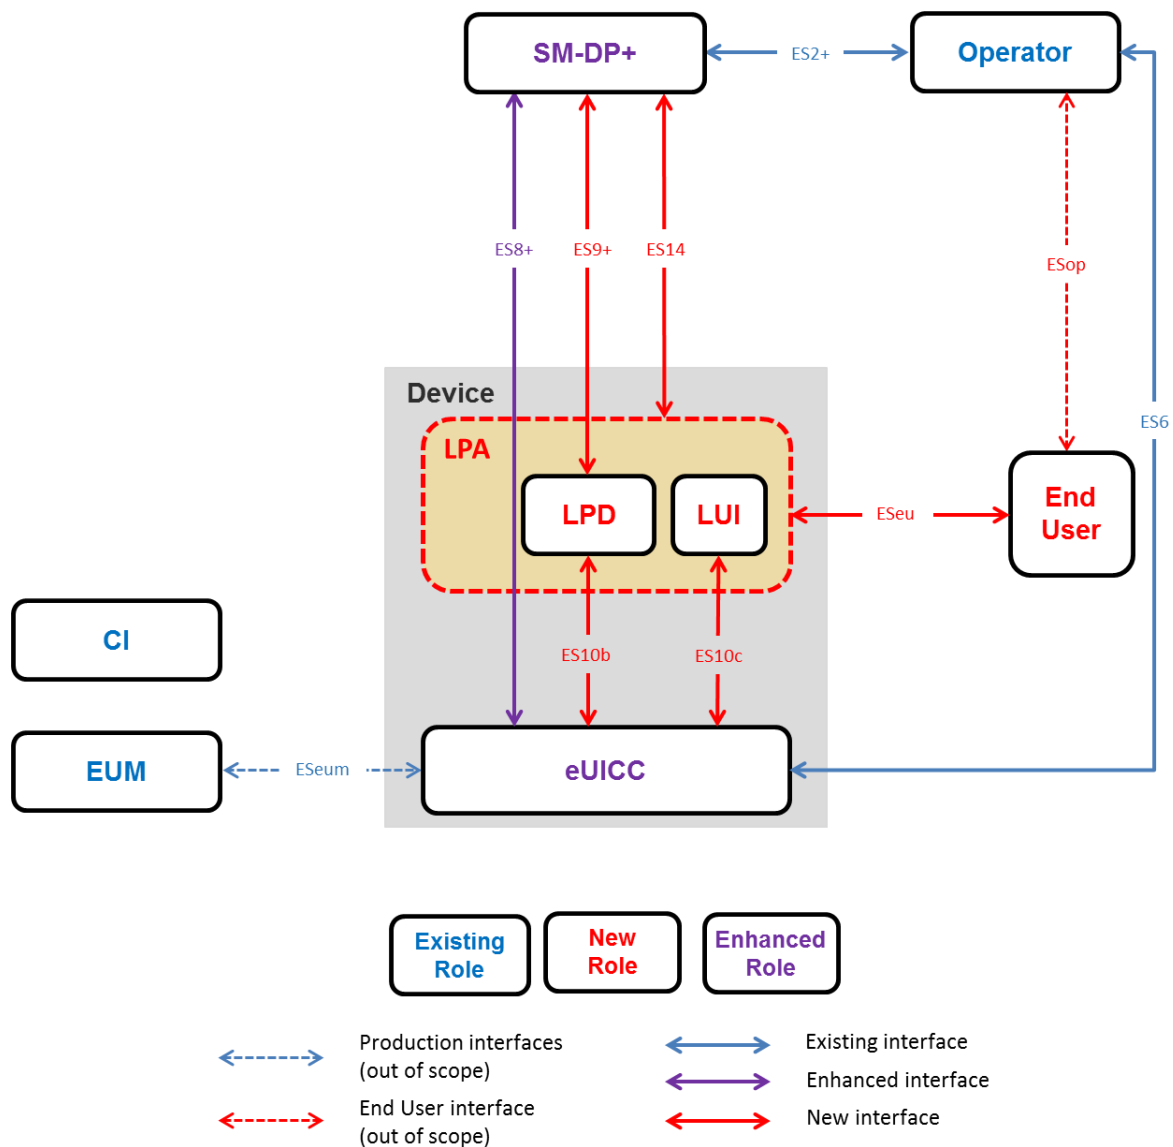 SM-DP+
ES2+
Operator
ES8+
ES9+
ES14
ESop
Device
ES6
LPA
LPD
LUI
ESeu
End
User
CI
ES10b
ES10c
EUM
ESeum
eUICC
Existing
Role
New
Role
Enhanced
Role
Production interfaces
(out of scope)
Existing interface
Enhanced interface
End User interface
(out of scope)
New interface